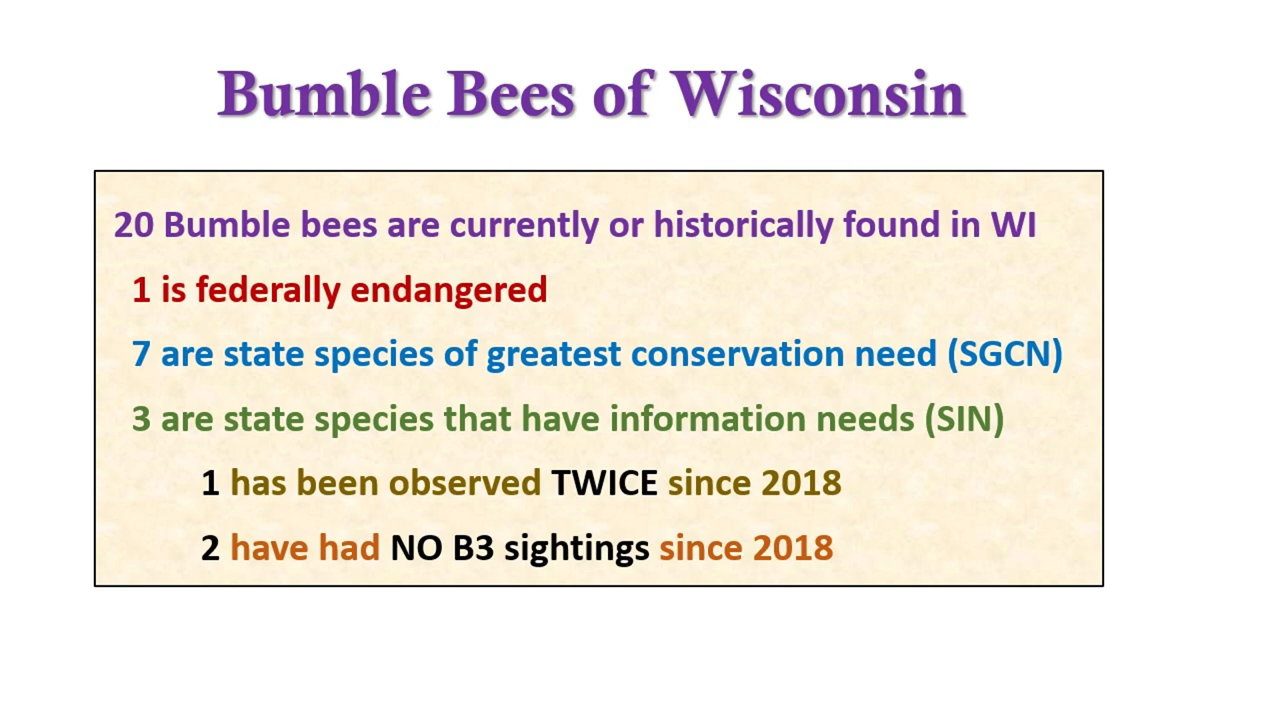 Bumble Bees of Wisconsin
20 Bumble bees are currently or historically found in WI
1 is federally endangered
7 are state species of greatest conservation need (SGCN)
3 are state species that have information needs (SIN)
1 has been observed TWICE since 2018
2 have had NO B3 sightings since 2018